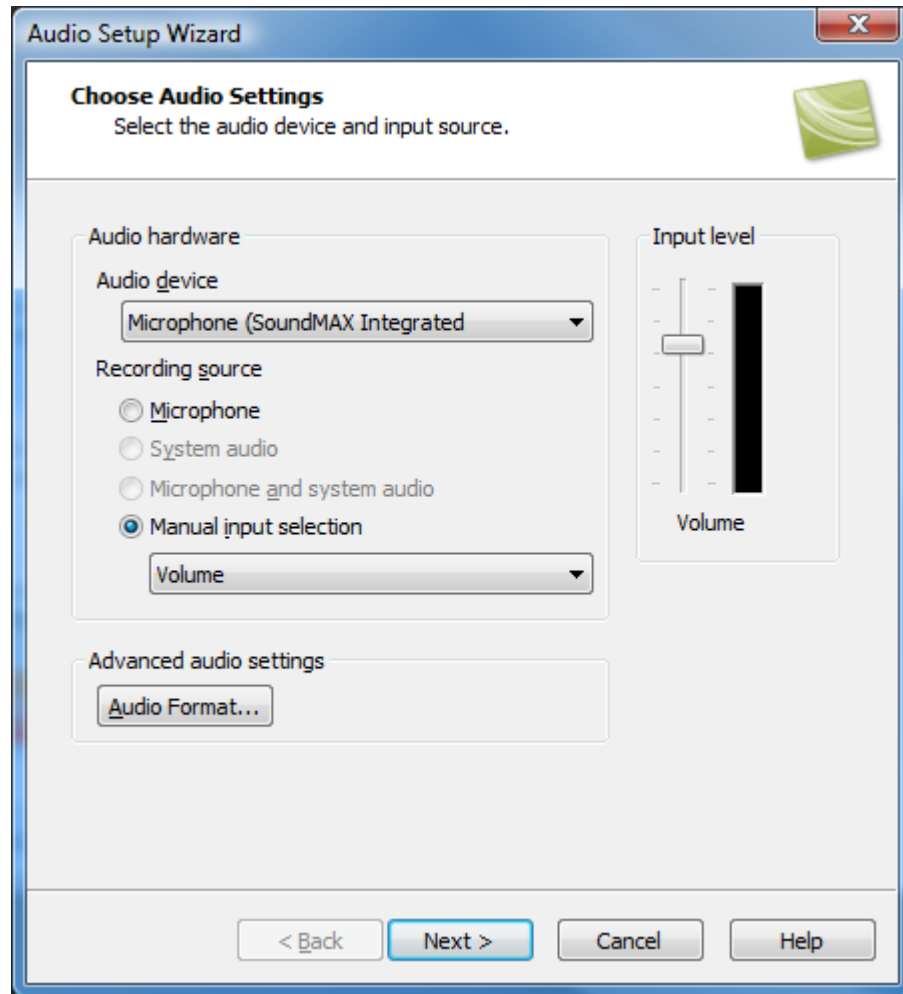 Audio Setup Wizard
Choose Audio Settings
Select the audio device and input source.
Audio hardware
Audio device
Microphone (SoundMAX Integrated
Recording source
Microphone
System audio
Microphone and system audio
Manual input selection
Volume
Input level
Volume
Advanced audio settings
Audio Format...
< Back
Next >
Cancel
Help